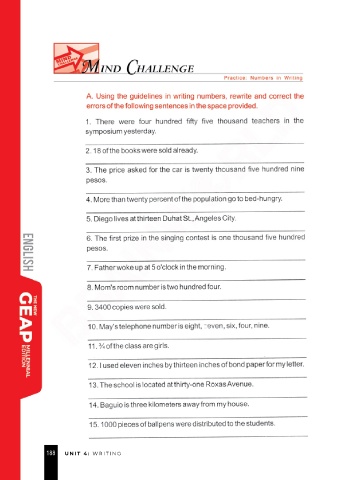 MIND CHALLENGE
Practice: Numbers in Writing
A. Using the guidelines in writing numbers, rewrite and correct the
errors of the following sentences in the space provided.
1. There were four hundred fifty five thousand teachers in the
symposium yesterday.
2. 18 of the books were sold already.
3. The price asked for the car is twenty thousand five hundred nine
pesos.
4. More than twenty percent of the population go to bed-hungry.
5. Diego lives at thirteen Duhat St., Angeles City.
6. The first prize in the singing contest is one thousand five hundred
pesos.
7. Father woke up at 5 o'clock in the morning.
8. Mom's room number is two hundred four.
9. 3400 copies were sold.
10. May's telephone number is eight, seven, six, four, nine.
11. ¾ of the class are girls.
12. I used eleven inches by thirteen inches of bond paper for my letter.
13. The school is located at thirty-one Roxas Avenue.
14. Baguio is three kilometers away from my house.
15. 1000 pieces of ballpens were distributed to the students.
ENGLISH
THE NEW
GEAP
MILLENNIAL
EDITION
188 UNIT 4: WRITING